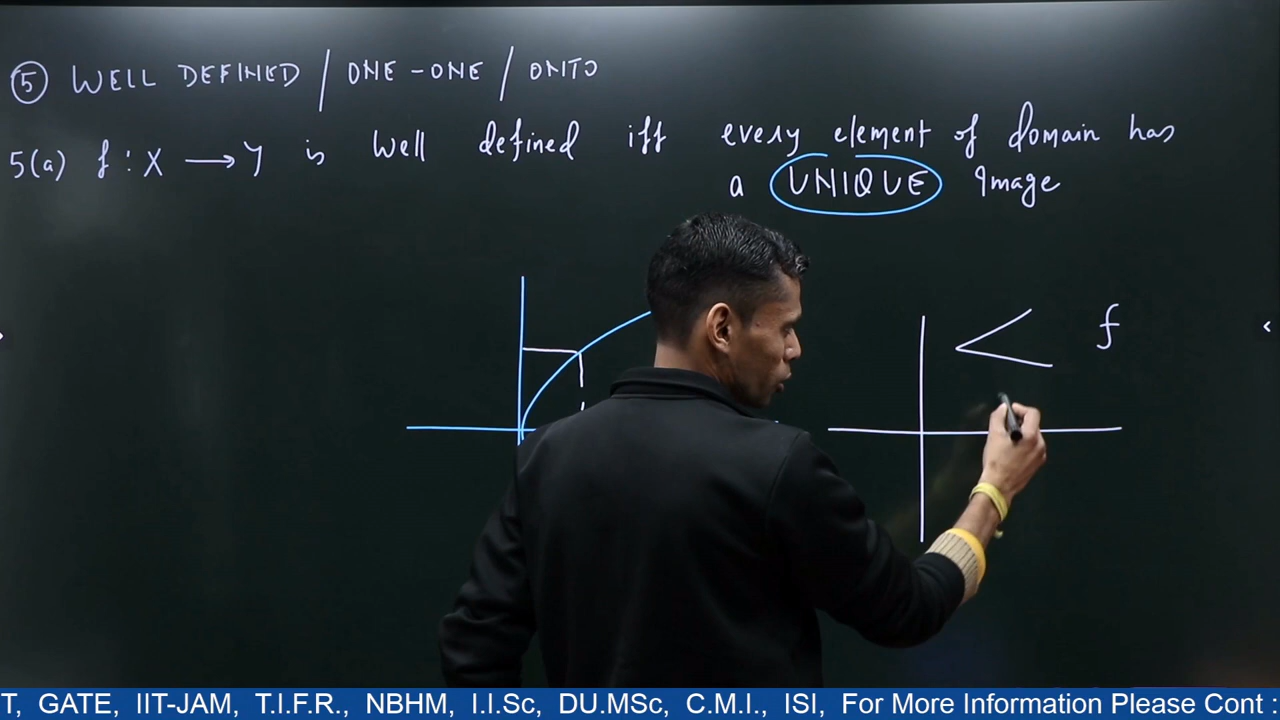 5 WELL DEFINED / ONE-ONE / ONTO
5(a) f : X → Y is Well defined iff every element of domain has
a UNIQUE Image
f
T, GATE, IIT-JAM, T.I.F.R., NBHM, I.I.Sc, DU.MSc, C.M.I., ISI, For More Information Please Cont :